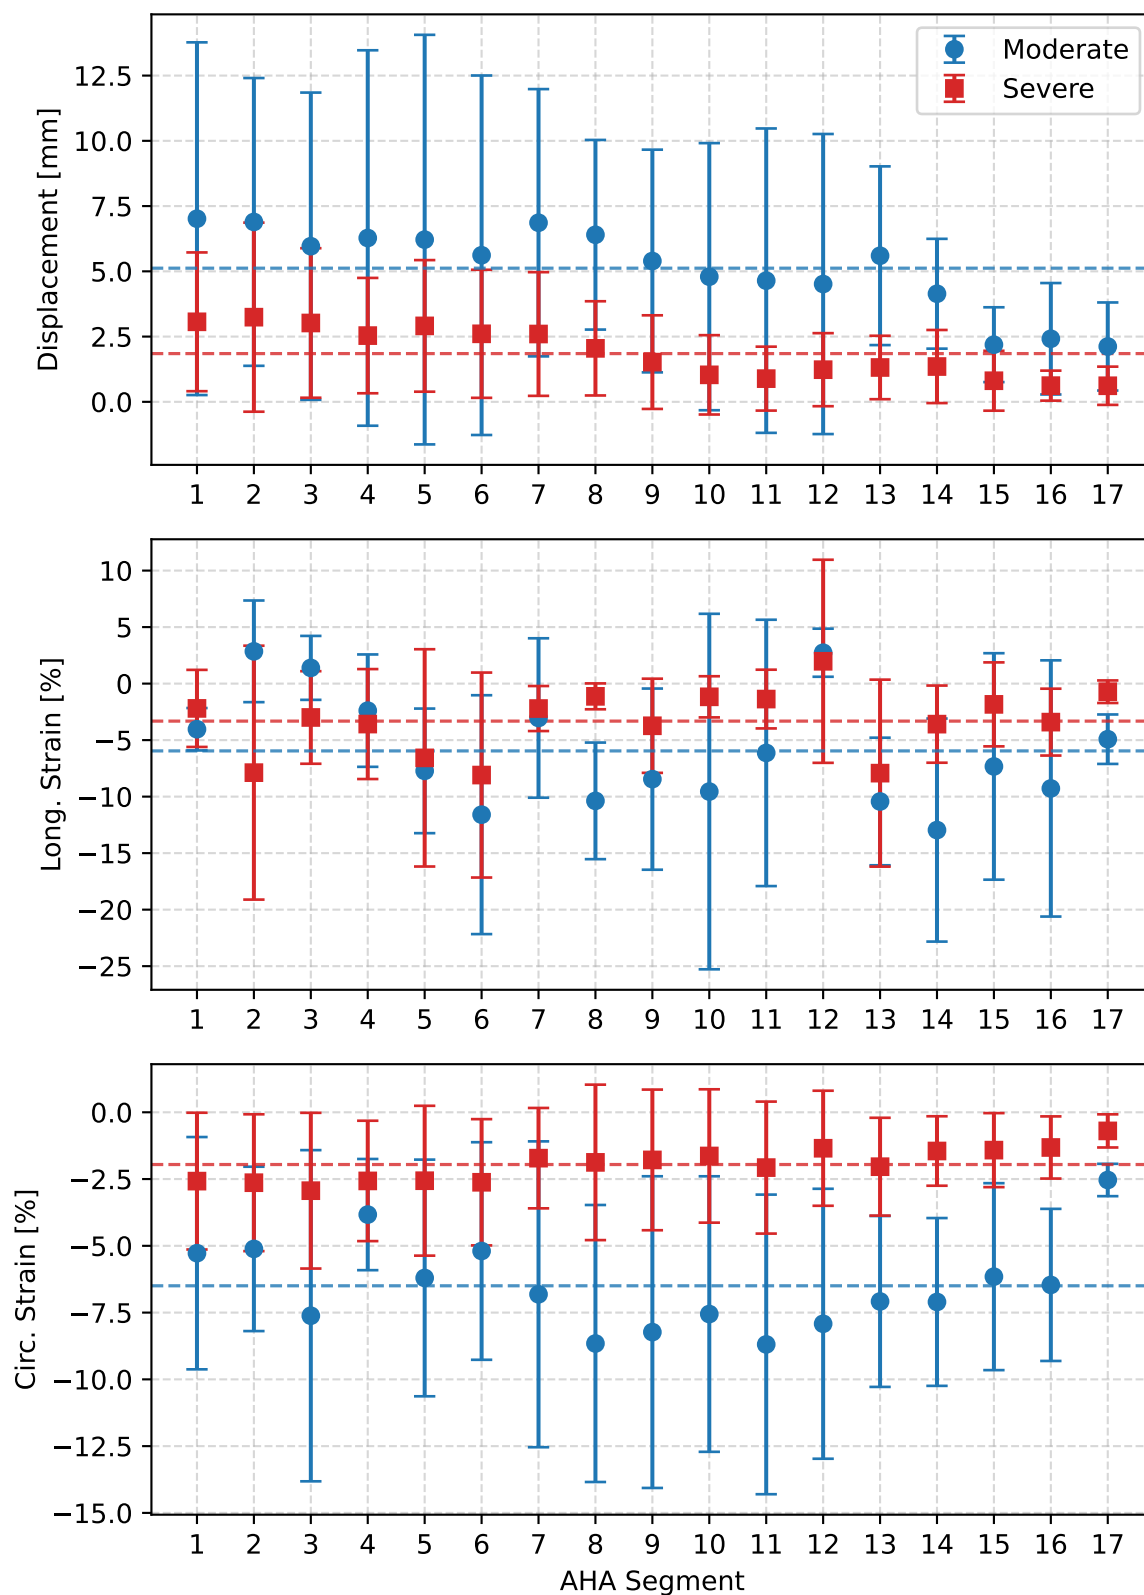 Displacement [mm]
12.5
10.0
7.5
5.0
2.5
0.0
Moderate
Severe
1 2 3 4 5 6 7 8 9 10 11 12 13 14 15 16 17
Long. Strain [%]
10
5
0
−5
−10
−15
−20
−25
1 2 3 4 5 6 7 8 9 10 11 12 13 14 15 16 17
Circ. Strain [%]
0.0
−2.5
−5.0
−7.5
−10.0
−12.5
−15.0
1 2 3 4 5 6 7 8 9 10 11 12 13 14 15 16 17
AHA Segment